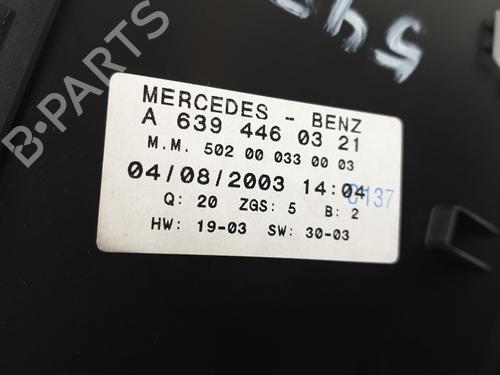 B-PARTS
MERCEDES - BENZ
A 639 446 03 21
M.M. 502 00 033 00 03
04/08/2003 14:04
C137
Q: 20 ZGS: 5 B: 2
HW: 19-03 SW: 30-03